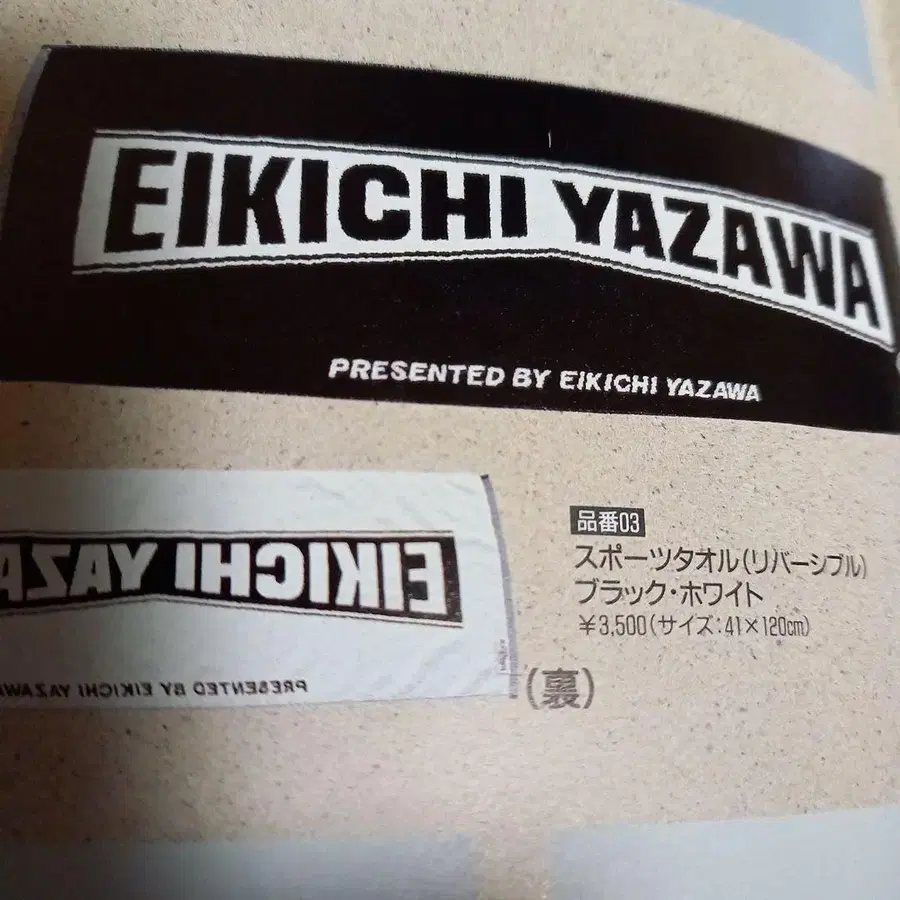 EIKICHI YAZAWA
PRESENTED BY EIKICHI YAZAWA
EIKICHI YAZA
PRESENTED BY EIKICHI YAZAWA
品番03
スポーツタオル(リバーシブル)
ブラック・ホワイト
¥3,500(サイズ:41×120cm)
(裏)